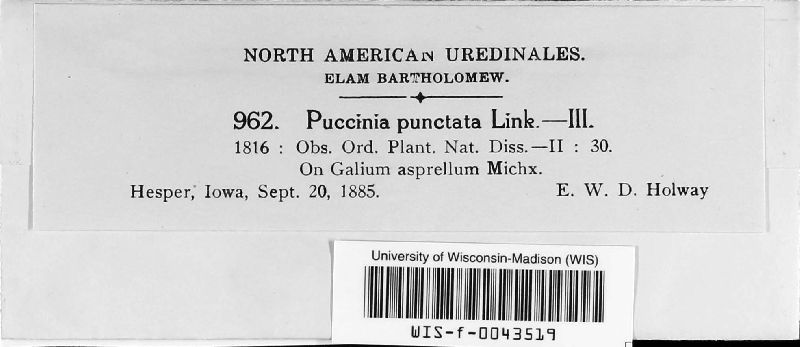 NORTH AMERICAN UREDINALES.
ELAM BARTHOLOMEW.
962. Puccinia punctata Link.—III.
1816 : Obs. Ord. Plant. Nat. Diss.—II : 30.
On Galium asprellum Michx.
Hesper, Iowa, Sept. 20, 1885. E. W. D. Holway
University of Wisconsin-Madison (WIS)
WIS-f-0043519